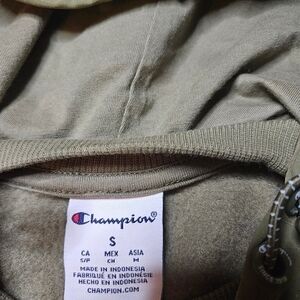 Champion®
S
CA MEX ASIA
S/P CH M
MADE IN INDONESIA
FABRIQUÉ EN INDONÉSIE
HECHO EN INDONESIA
CHAMPION.COM